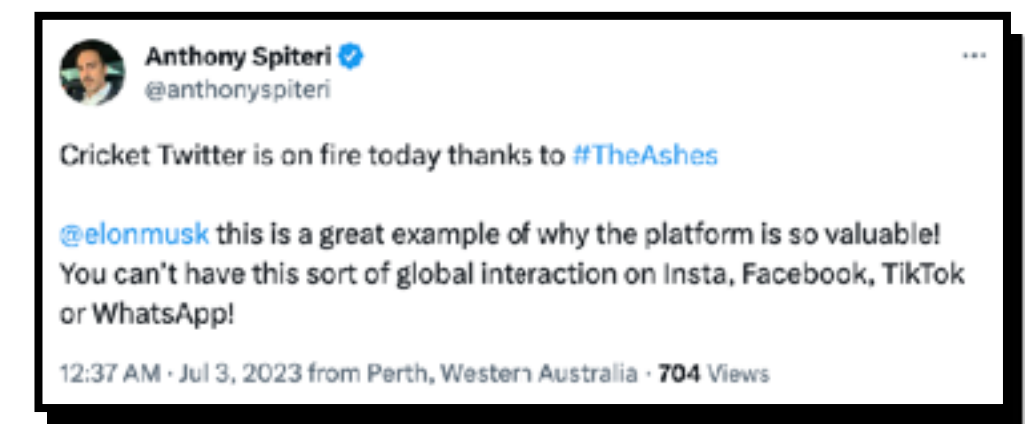 Anthony Spiteri
@anthonyspiteri
Cricket Twitter is on fire today thanks to #TheAshes
@elonmusk this is a great example of why the platform is so valuable!
You can't have this sort of global interaction on Insta, Facebook, TikTok
or WhatsApp!
12:37 AM · Jul 3, 2023 from Perth, Western Australia · 704 Views